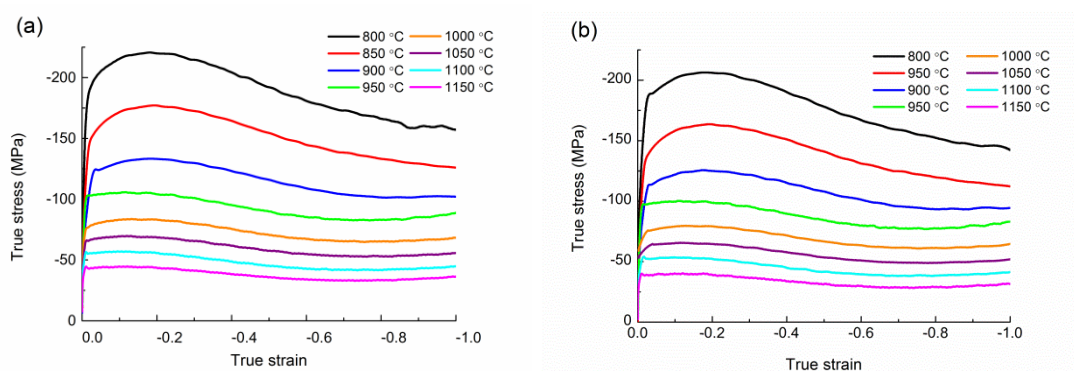 (a)
800 °C 1000 °C
850 °C 1050 °C
900 °C 1100 °C
950 °C 1150 °C
-200
-150
-100
-50
0
0.0 -0.2 -0.4 -0.6 -0.8 -1.0
True strain
True stress (MPa)
(b)
800 °C 1000 °C
950 °C 1050 °C
900 °C 1100 °C
950 °C 1150 °C
-200
-150
-100
-50
0
0.0 -0.2 -0.4 -0.6 -0.8 -1.0
True strain
True stress (MPa)